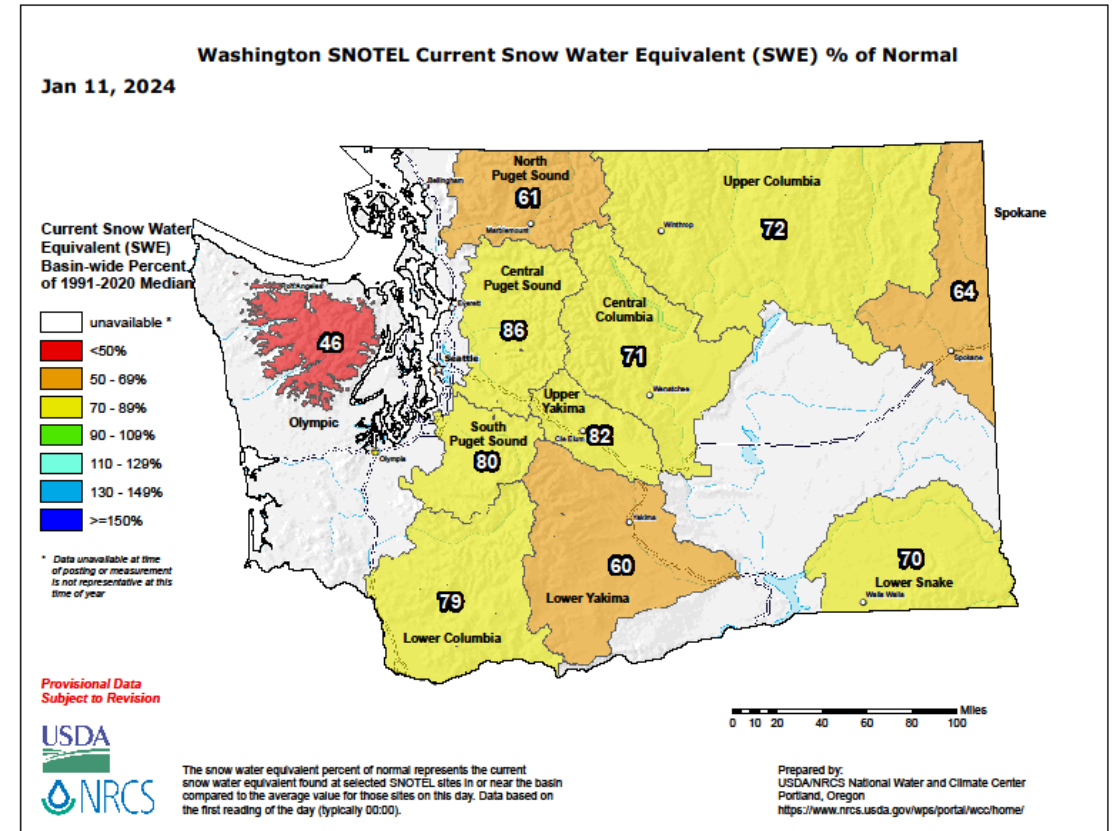 Washington SNOTEL Current Snow Water Equivalent (SWE) % of Normal
Jan 11, 2024
North
Puget Sound
61
Bellingham
Marblemount
Upper Columbia
72
Winthrop
Spokane
64
Spokane
Current Snow Water
Equivalent (SWE)
Basin-wide Percent
of 1991-2020 Median
unavailable *
<50%
50 - 69%
70 - 89%
90 - 109%
110 - 129%
130 - 149%
>=150%
* Data unavailable at time
of posting or measurement
is not representative at this
time of year
Port Angeles
46
Olympic
Central
Puget Sound
86
Everett
Seattle
Central
Columbia
71
Wenatchee
Upper
Yakima
82
Cle Elum
South
Puget Sound
80
Olympia
Yakima
60
Lower Yakima
79
Lower Columbia
70
Lower Snake
Walla Walla
Provisional Data
Subject to Revision
USDA
NRCS
Miles
0 10 20 40 60 80 100
The snow water equivalent percent of normal represents the current
snow water equivalent found at selected SNOTEL sites in or near the basin
compared to the average value for those sites on this day. Data based on
the first reading of the day (typically 00:00).
Prepared by:
USDA/NRCS National Water and Climate Center
Portland, Oregon
https://www.nrcs.usda.gov/wps/portal/wcc/home/